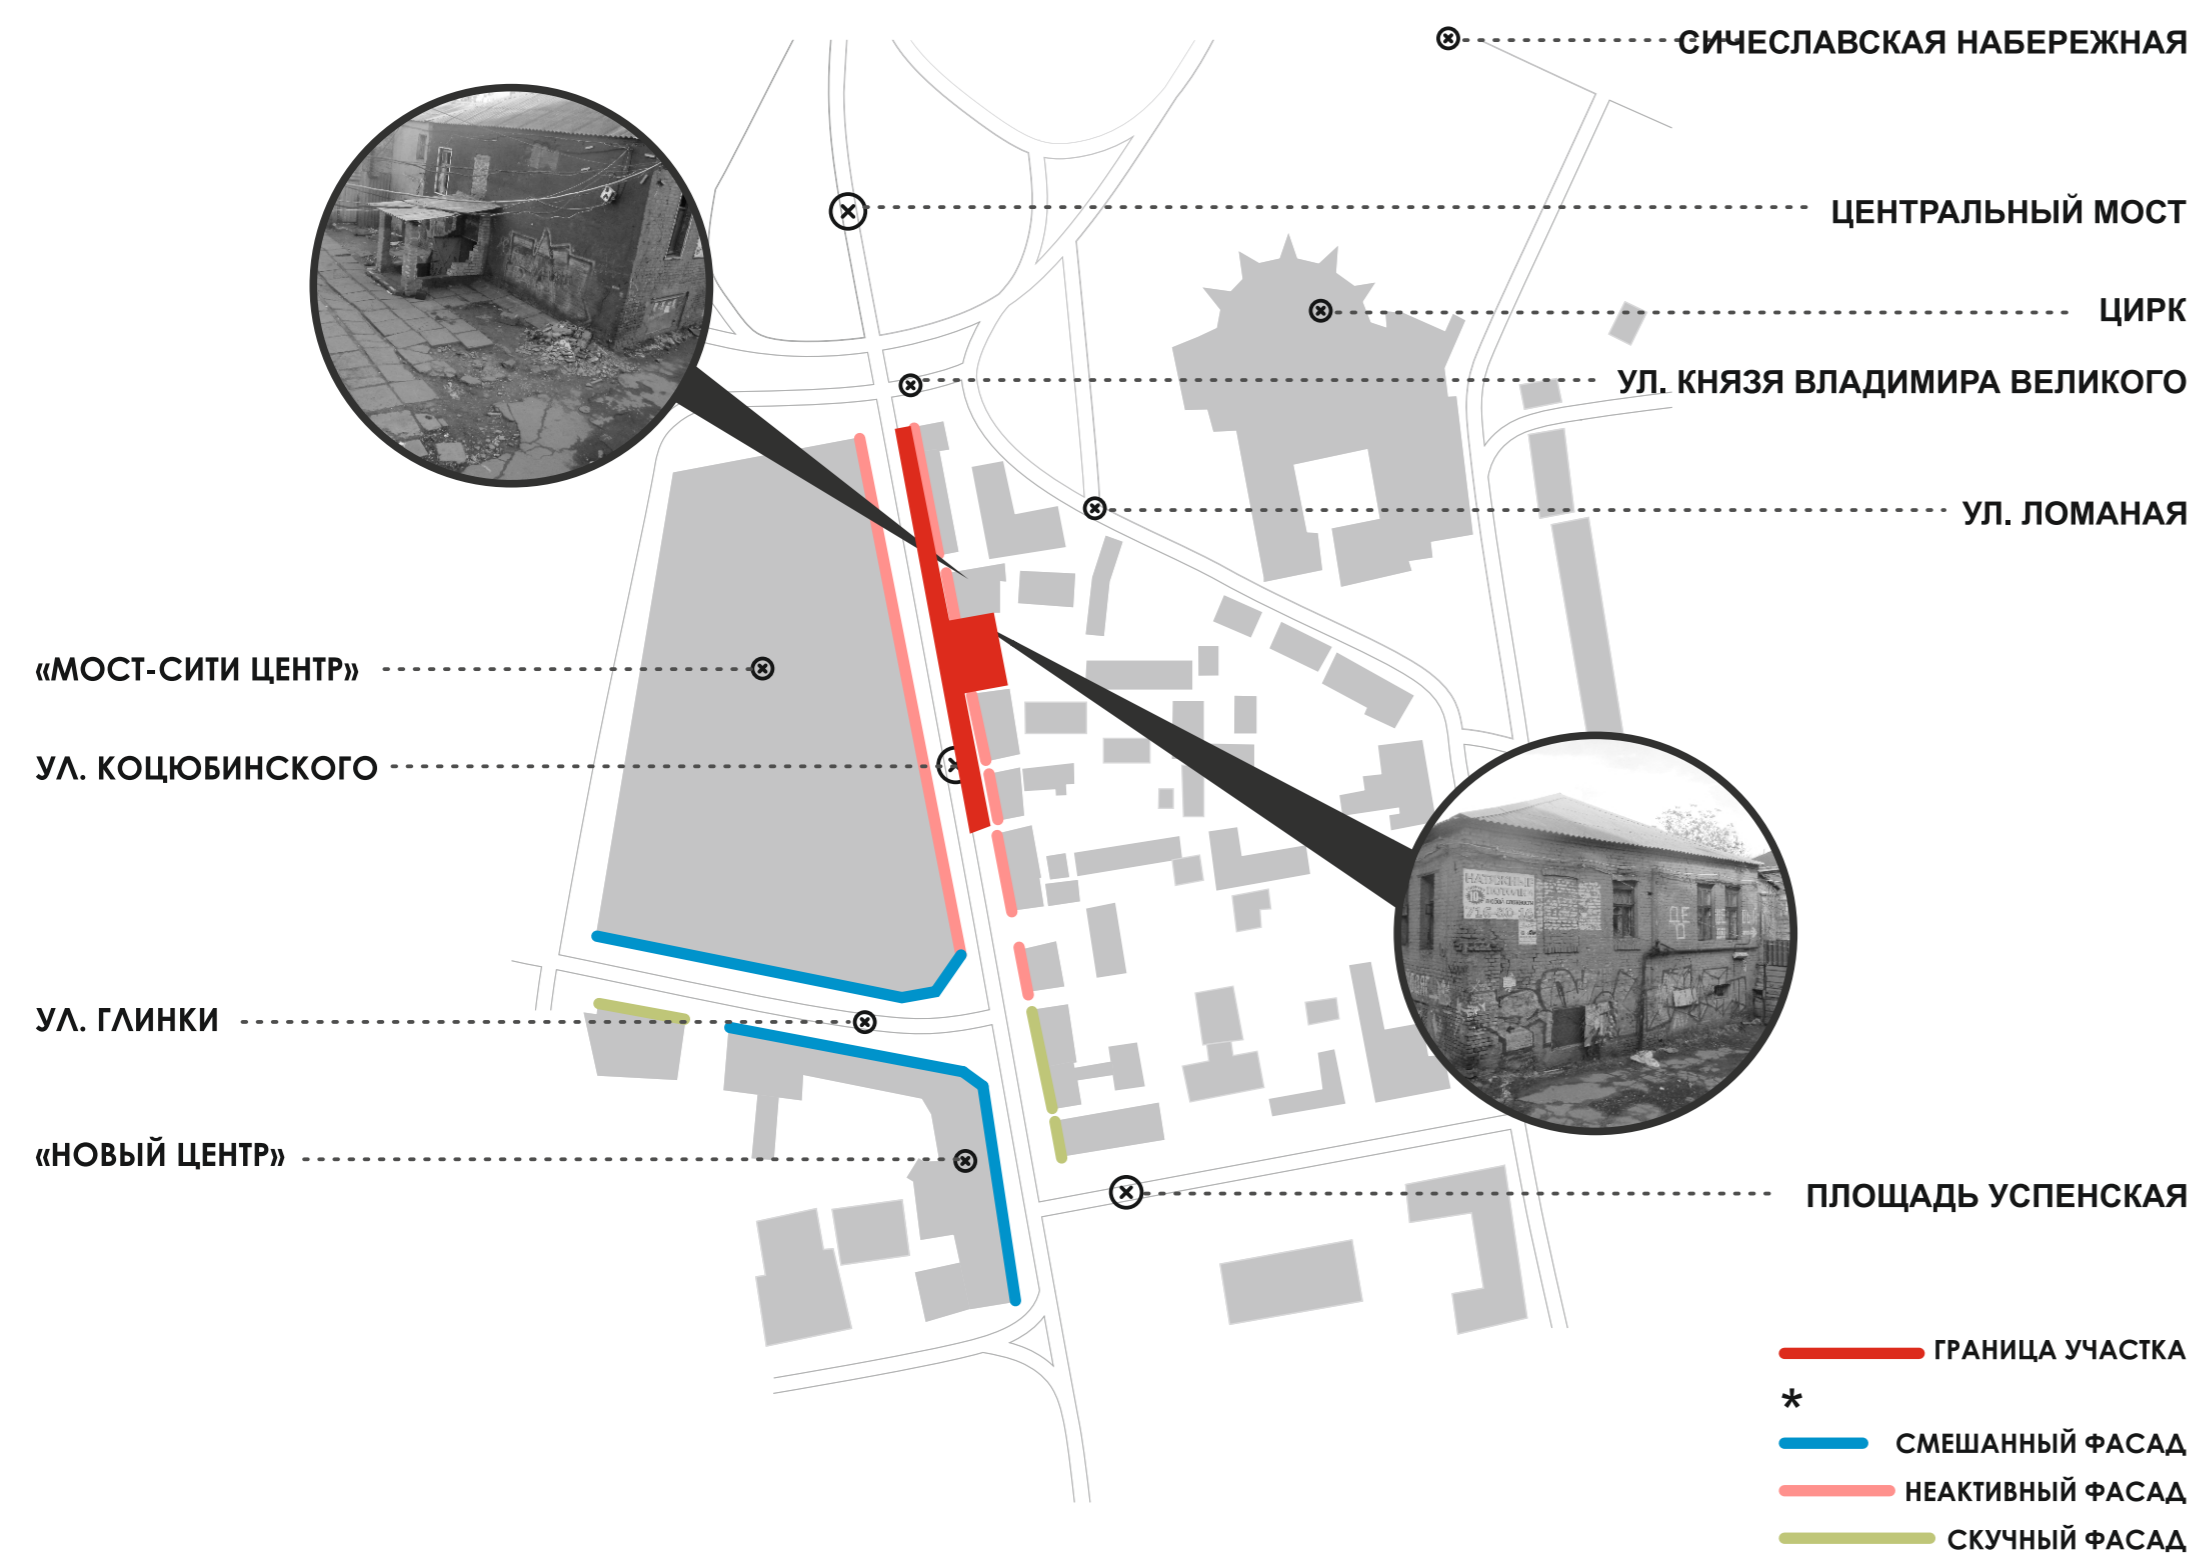 СИЧЕСЛАВСКАЯ НАБЕРЕЖНАЯ
ЦЕНТРАЛЬНЫЙ МОСТ
ЦИРК
УЛ. КНЯЗЯ ВЛАДИМИРА ВЕЛИКОГО
УЛ. ЛОМАНАЯ
«МОСТ-СИТИ ЦЕНТР»
УЛ. КОЦЮБИНСКОГО
УЛ. ГЛИНКИ
«НОВЫЙ ЦЕНТР»
ПЛОЩАДЬ УСПЕНСКАЯ
ГРАНИЦА УЧАСТКА
*
СМЕШАННЫЙ ФАСАД
НЕАКТИВНЫЙ ФАСАД
СКУЧНЫЙ ФАСАД